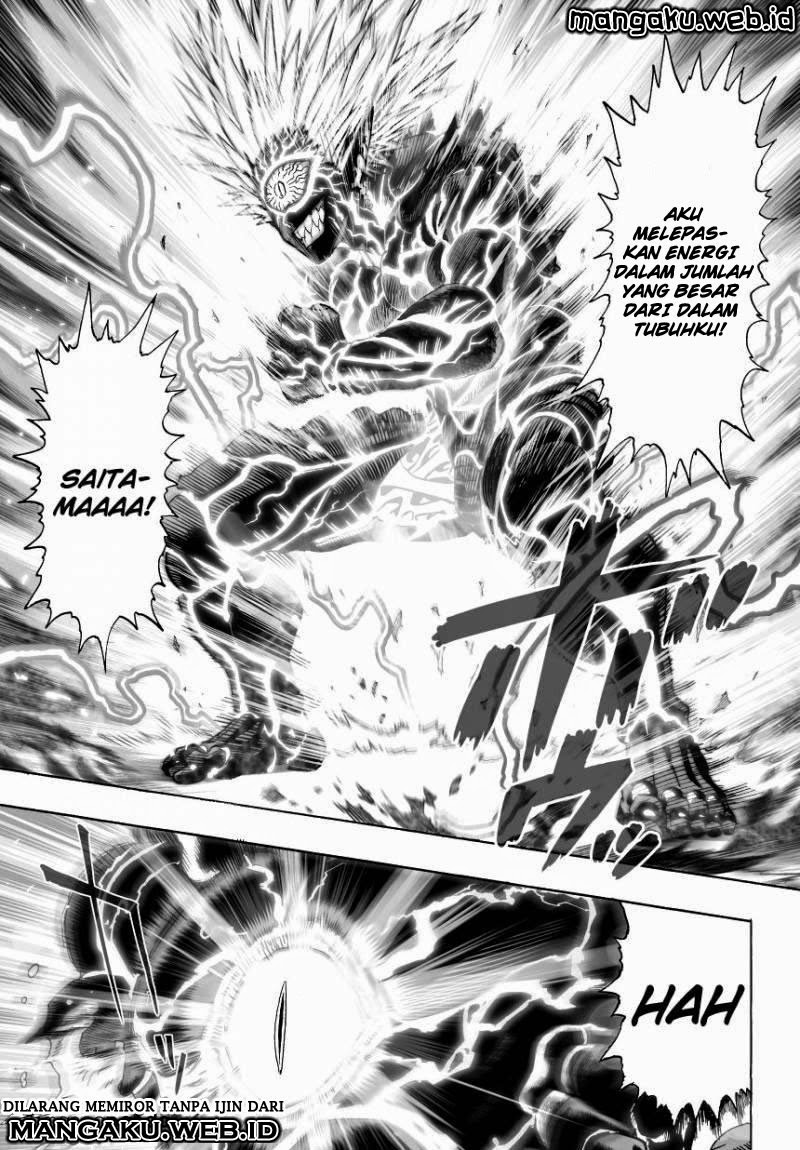 mangaku.web.id
AKU
MELEPAS-
KAN ENERGI
DALAM JUMLAH
YANG BESAR
DARI DALAM
TUBUHKU!
SAITA-
MAAAA!
HAH
DILARANG MEMIROR TANPA IJIN DARI
MANGAKU.WEB.ID